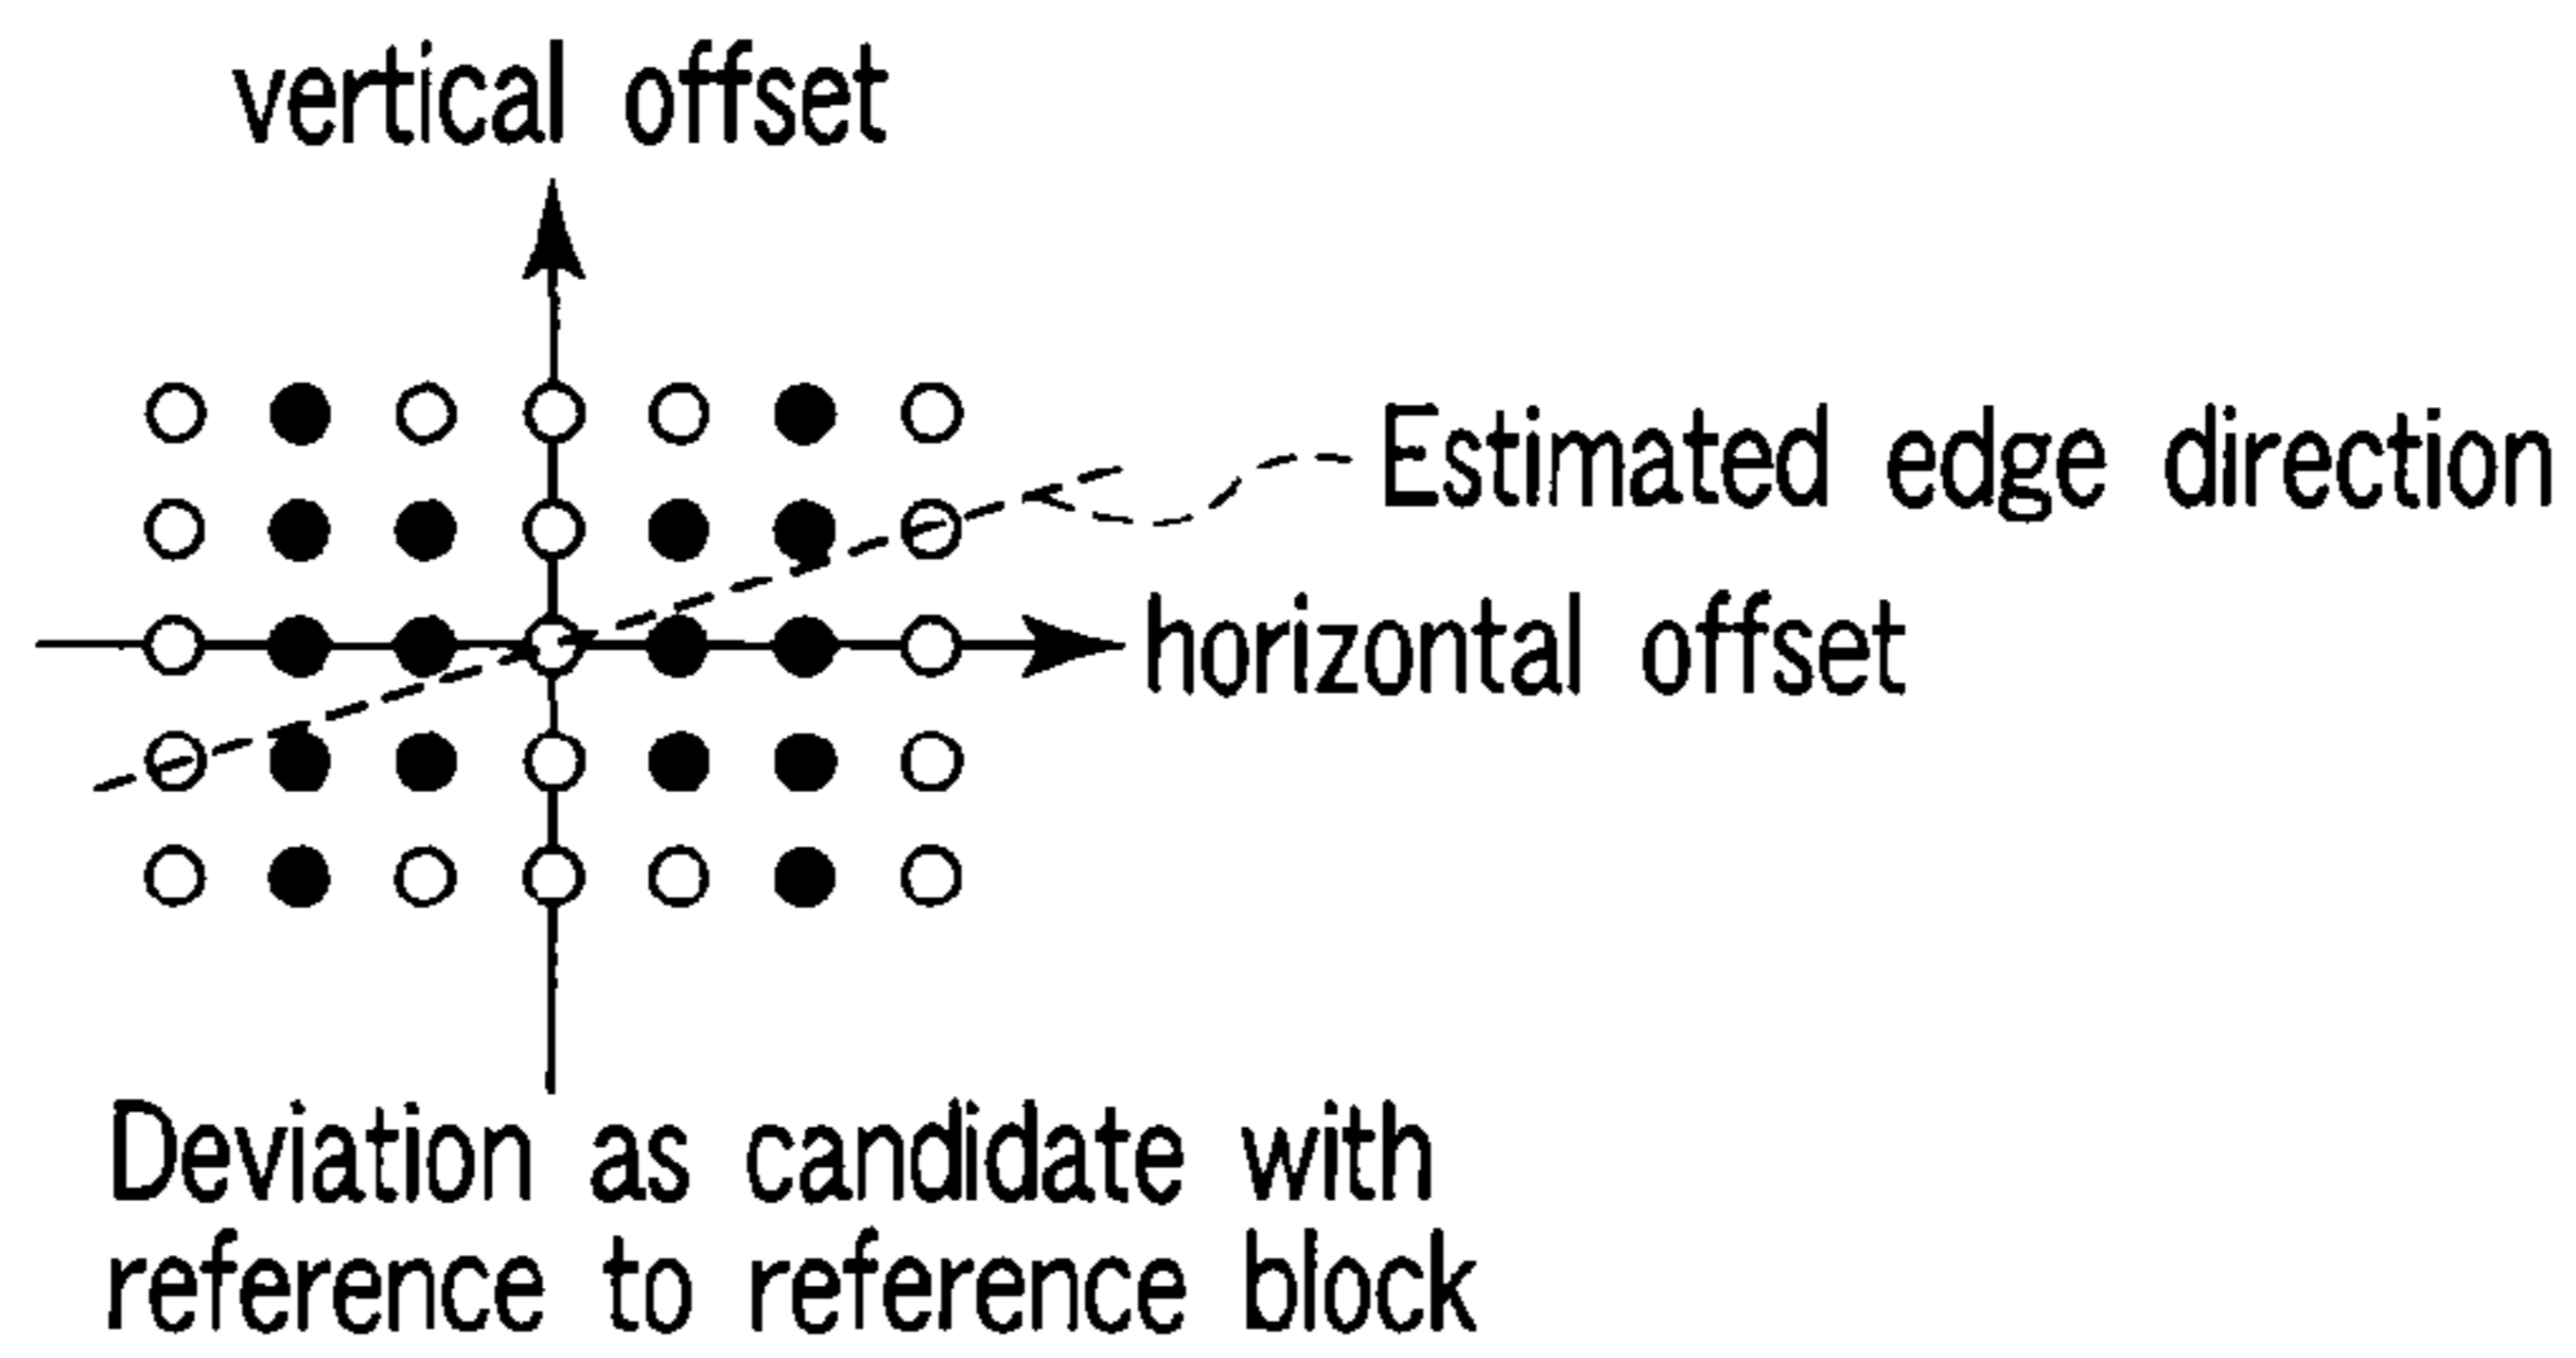 vertical offset
Estimated edge direction
horizontal offset
Deviation as candidate with
reference to reference block